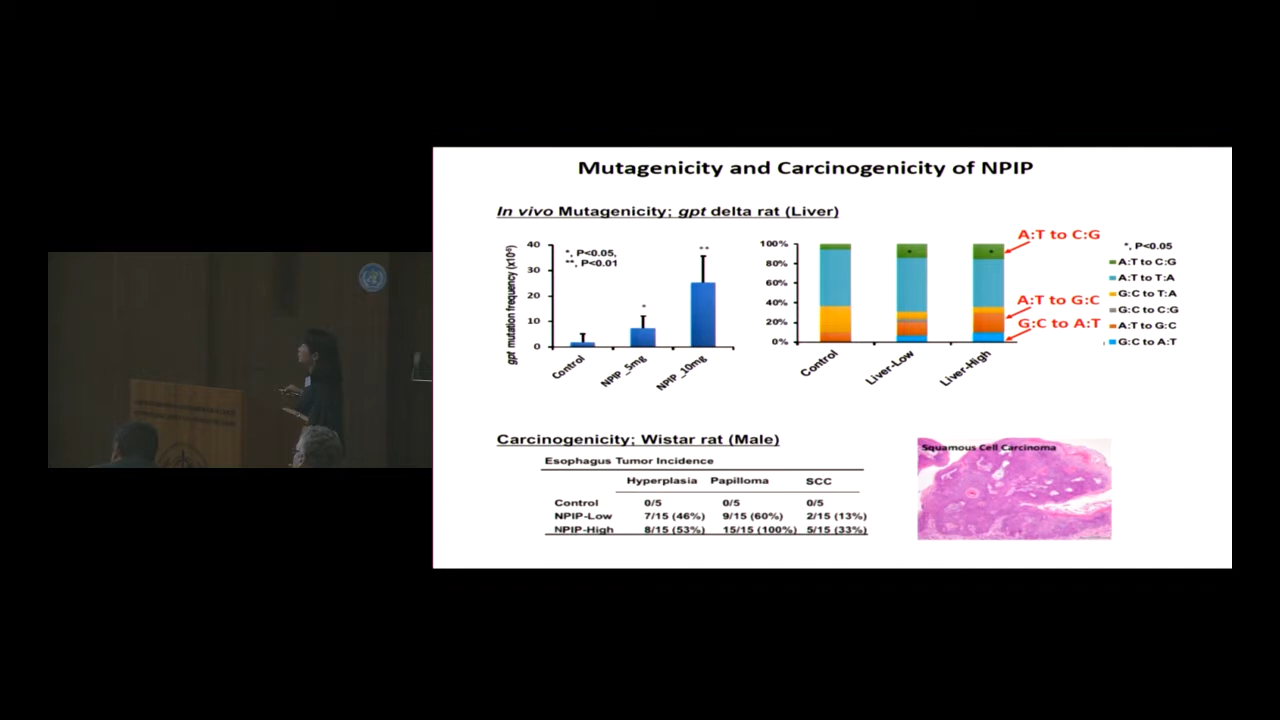 Mutagenicity and Carcinogenicity of NPIP
In vivo Mutagenicity; gpt delta rat (Liver)
gpt mutation frequency (x10⁻⁵)
40
30
20
10
0
*, P<0.05,
**, P<0.01
*
**
Control
NPIP_5mg
NPIP_10mg
100%
80%
60%
40%
20%
0%
*
*
Control
Liver-Low
Liver-High
A:T to C:G
A:T to G:C
G:C to A:T
*, P<0.05
A:T to C:G
A:T to T:A
G:C to T:A
G:C to C:G
A:T to G:C
G:C to A:T
Carcinogenicity; Wistar rat (Male)
Esophagus Tumor Incidence
Hyperplasia Papilloma SCC
Control 0/5 0/5 0/5
NPIP-Low 7/15 (46%) 9/15 (60%) 2/15 (13%)
NPIP-High 8/15 (53%) 15/15 (100%) 5/15 (33%)
Squamous Cell Carcinoma